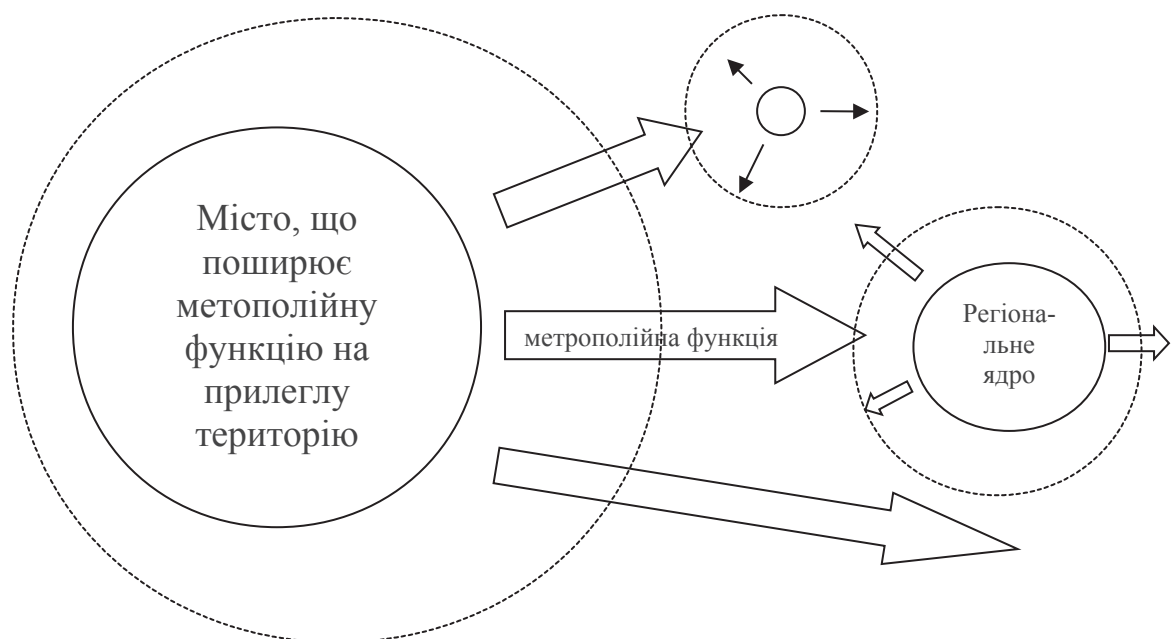 Місто, що
поширює
метополійну
функцію на
прилеглу
територію
метрополійна функція
Регіона-
льне
ядро